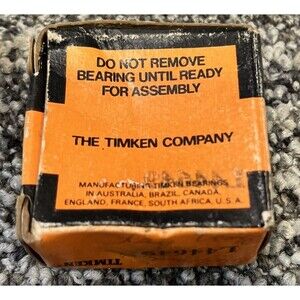 DO NOT REMOVE
BEARING UNTIL READY
FOR ASSEMBLY
THE TIMKEN COMPANY
MANUFACTURING TIMKEN BEARINGS
IN AUSTRALIA, BRAZIL, CANADA,
ENGLAND, FRANCE, SOUTH AFRICA, U. S. A.
TIMKEN